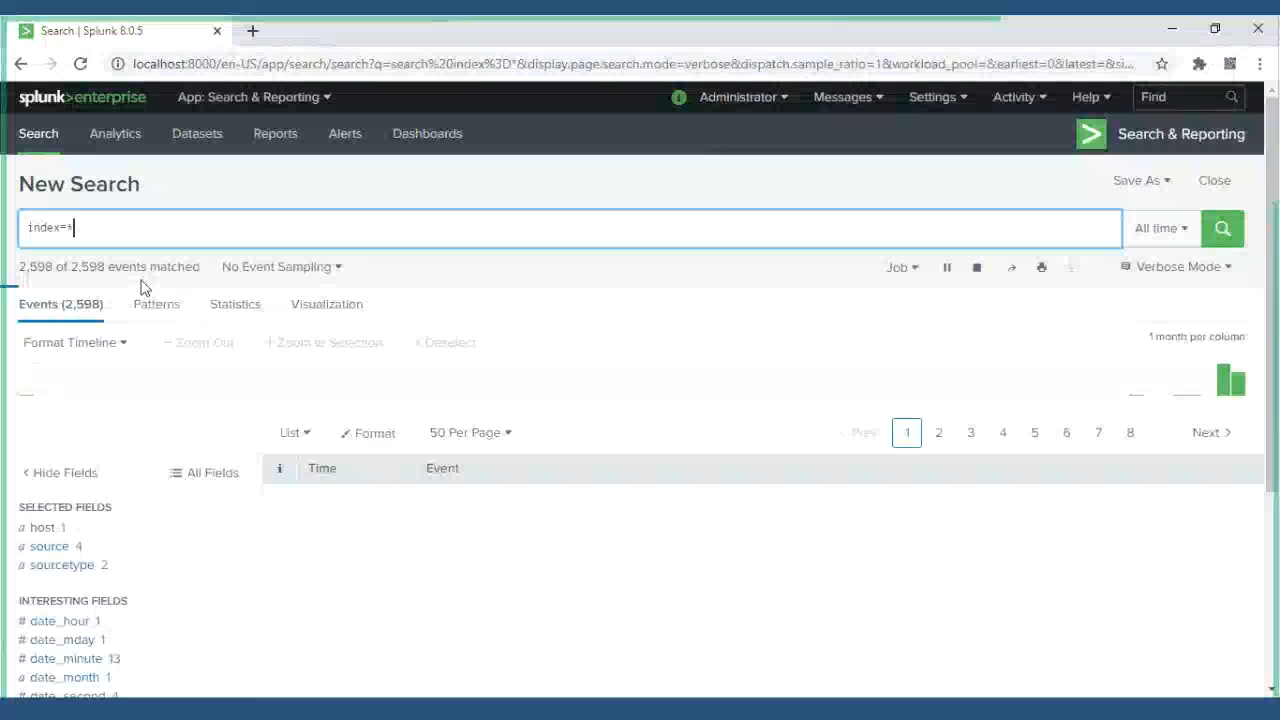 Search | Splunk 8.0.5
localhost:8000/en-US/app/search/search?q=search%20index%3D*&display.page.search.mode=verbose&dispatch.sample_ratio=1&workload_pool=&earliest=0&latest=&si...
splunk>enterprise App: Search & Reporting Administrator Messages Settings Activity Help Find
Search Analytics Datasets Reports Alerts Dashboards > Search & Reporting
New Search Save As Close
index=* All time
2,598 of 2,598 events matched No Event Sampling Job Verbose Mode
Events (2,598) Patterns Statistics Visualization
Format Timeline – Zoom Out + Zoom to Selection × Deselect 1 month per column
List Format 50 Per Page Prev 1 2 3 4 5 6 7 8 Next >
< Hide Fields All Fields i Time Event
SELECTED FIELDS
a host 1
a source 4
a sourcetype 2
INTERESTING FIELDS
# date_hour 1
# date_mday 1
# date_minute 13
a date_month 1
# date_second 4